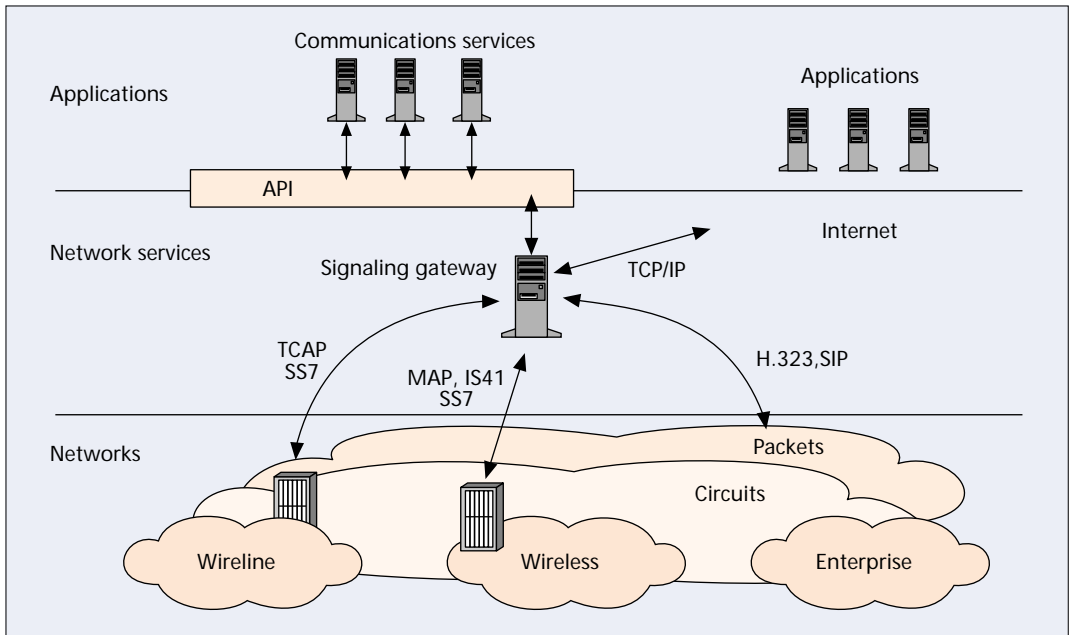 Communications services
Applications
Applications
API
Network services
Internet
Signaling gateway
TCP/IP
TCAP
SS7
MAP, IS41
SS7
H.323,SIP
Networks
Packets
Circuits
Wireline
Wireless
Enterprise